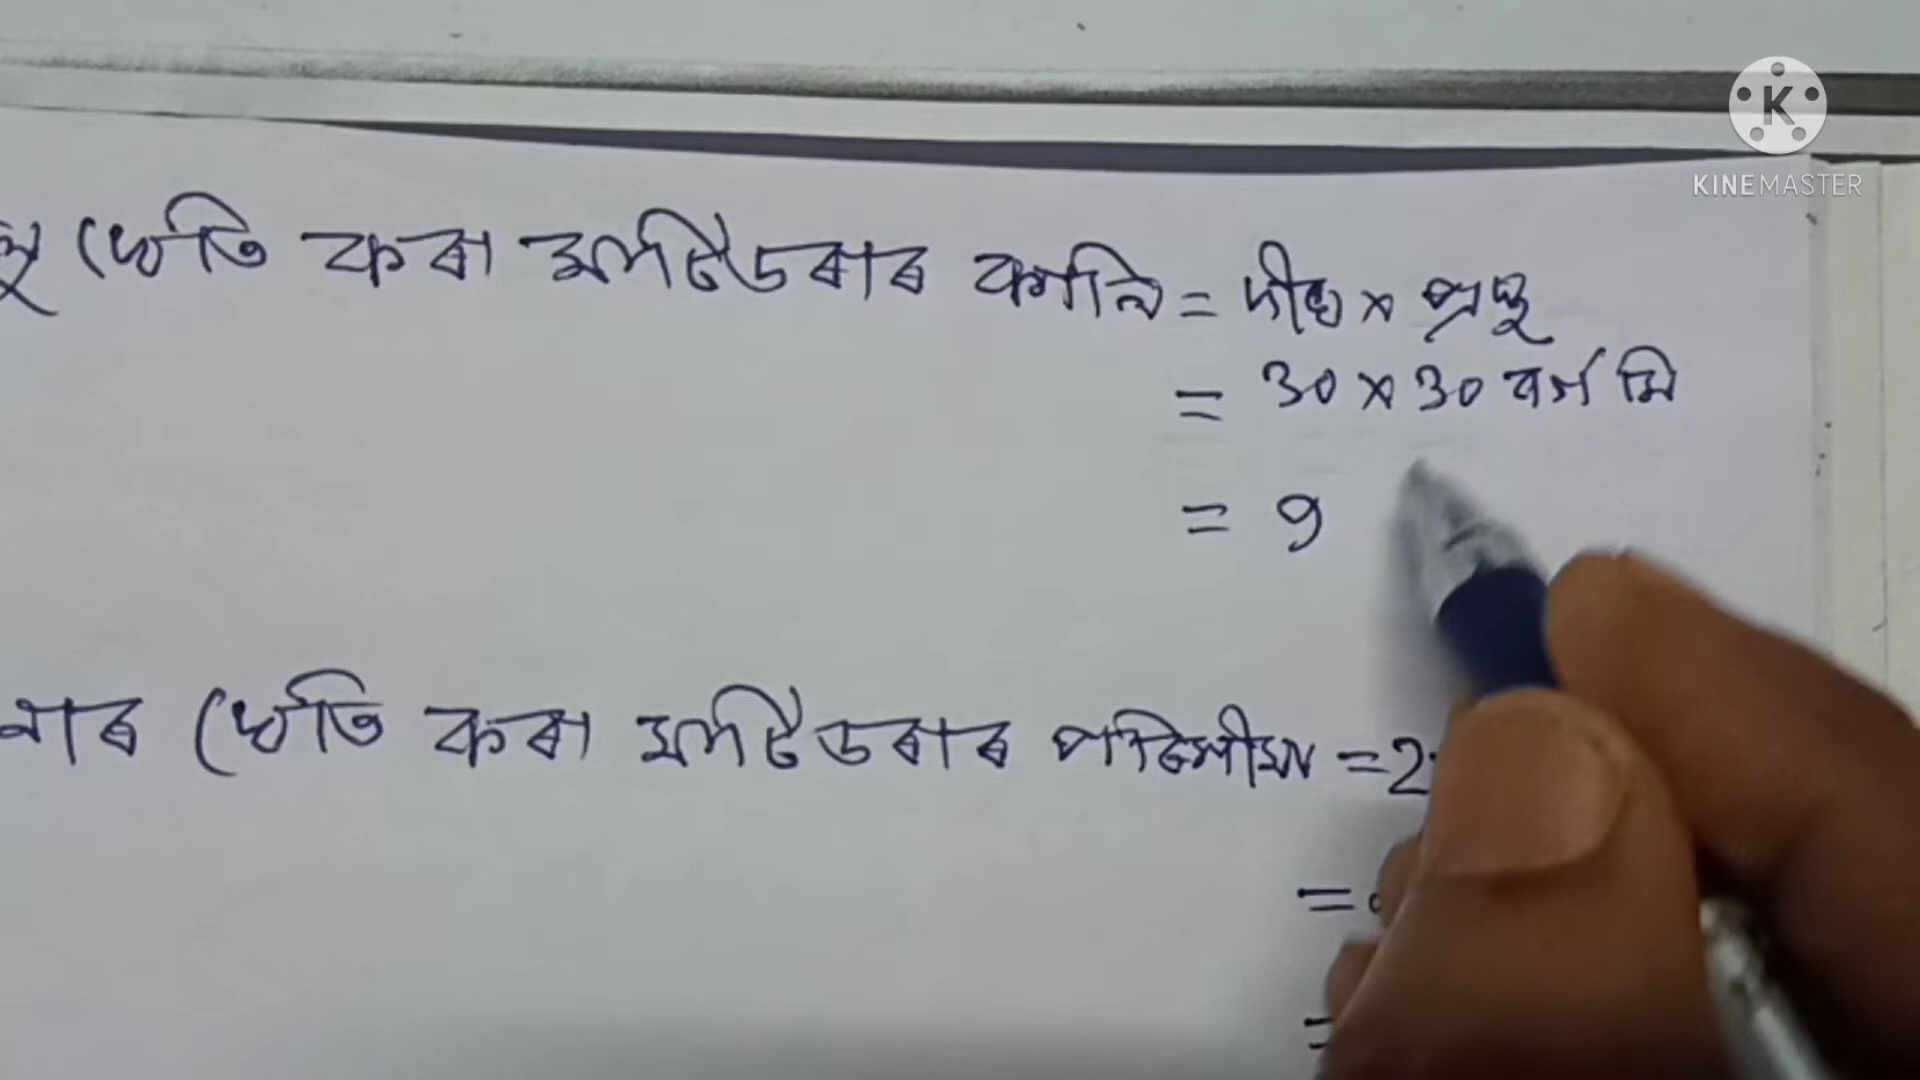 K
KINEMASTER
খেতি কৰা মাটিডৰাৰ কালি = দীঘ × প্ৰস্থ
= 30 × 30 বৰ্গ মি
= 9
খেতি কৰা মাটিডৰাৰ পৰিসীমা = 2
=
=